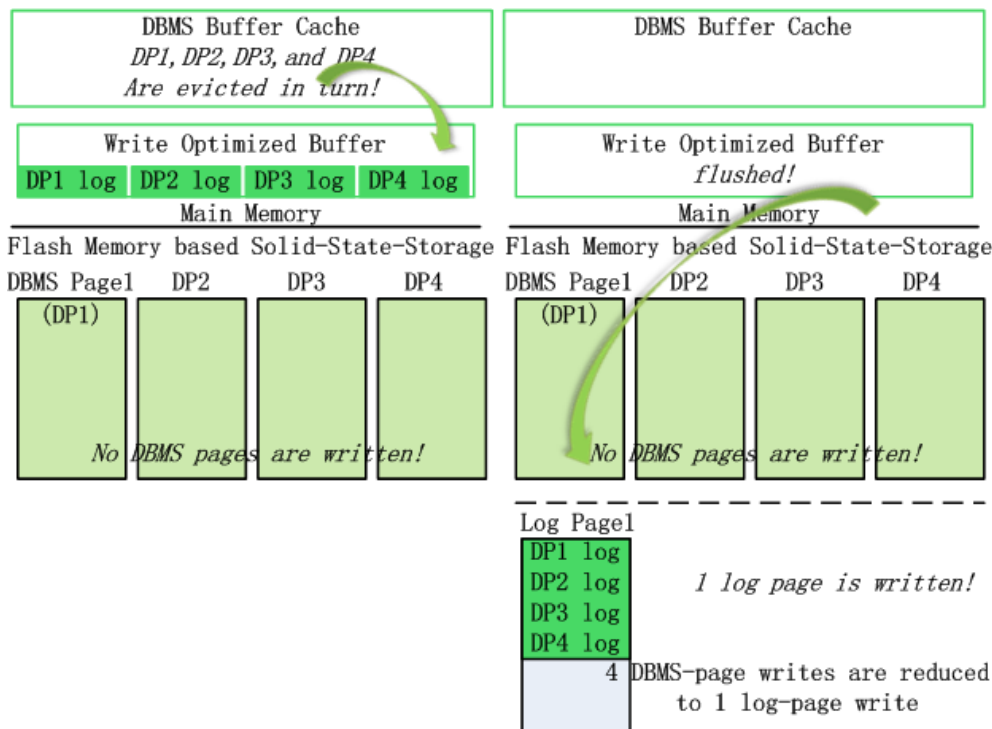 DBMS Buffer Cache
DP1, DP2, DP3, and DP4
Are evicted in turn!
Write Optimized Buffer
DP1 log DP2 log DP3 log DP4 log
Main Memory
Flash Memory based Solid-State-Storage
DBMS Page1 DP2 DP3 DP4
(DP1)
No DBMS pages are written!
DBMS Buffer Cache
Write Optimized Buffer
flushed!
Main Memory
Flash Memory based Solid-State-Storage
DBMS Page1 DP2 DP3 DP4
(DP1)
No DBMS pages are written!
Log Page1
DP1 log
DP2 log
DP3 log
DP4 log
1 log page is written!
4 DBMS-page writes are reduced
to 1 log-page write